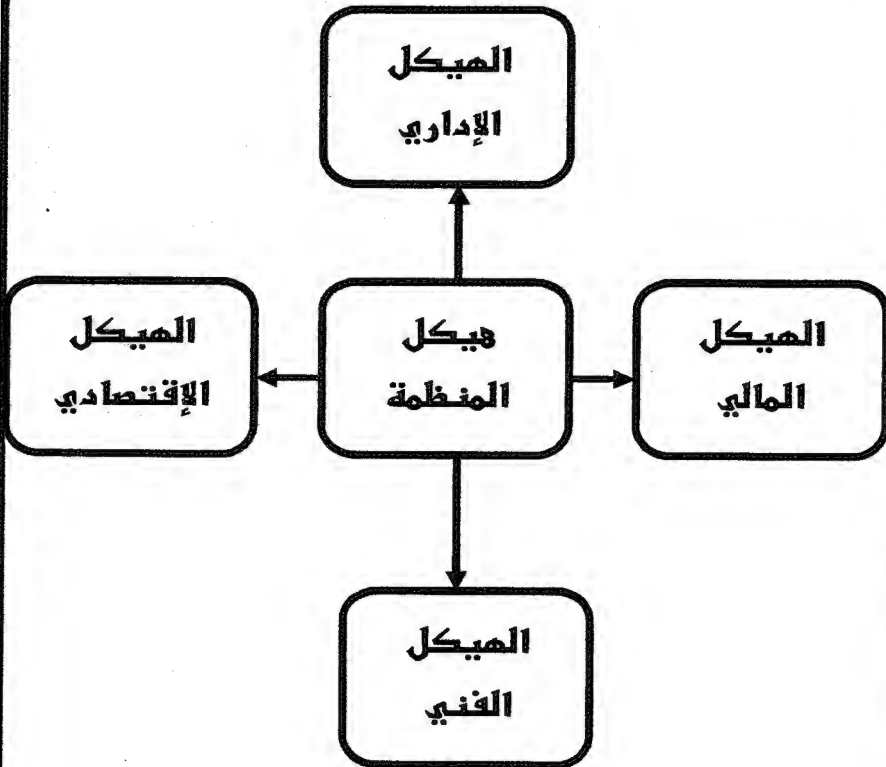 الهيكل
الإداري
الهيكل
المالي
هيكل
المنظمة
الهيكل
الإقتصادي
الهيكل
الفني